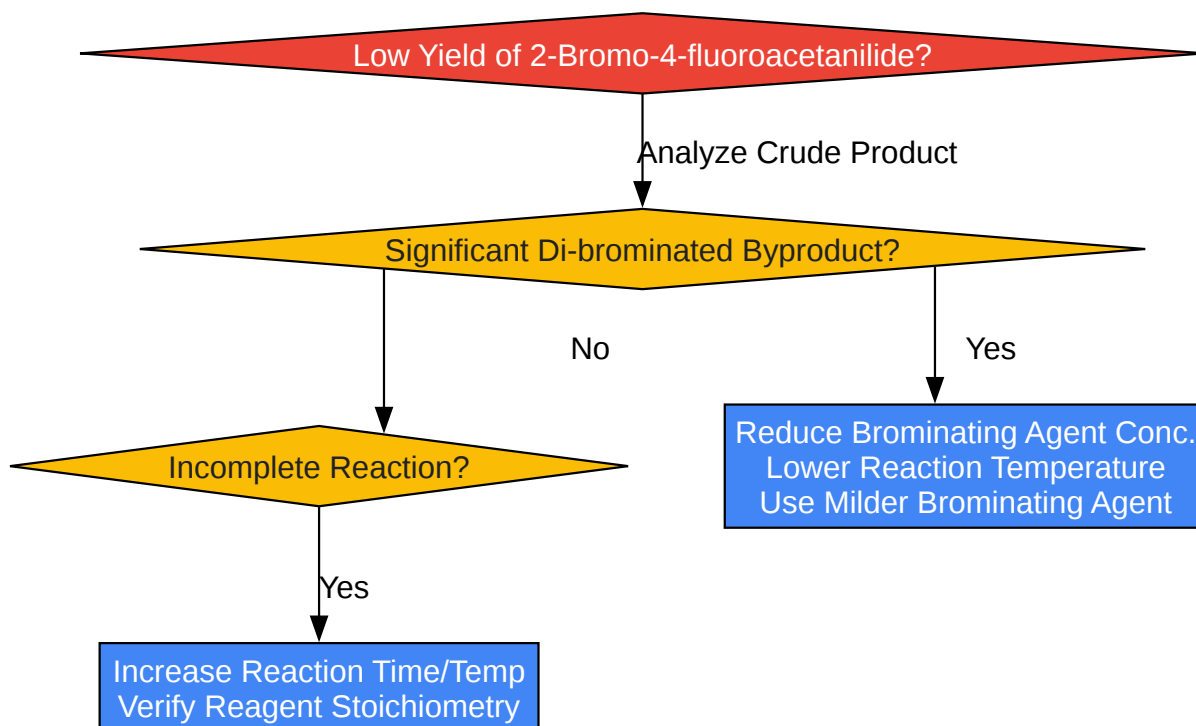 Low Yield of 2-Bromo-4-fluoroacetanilide?
Analyze Crude Product
Significant Di-brominated Byproduct?
No
Yes
Reduce Brominating Agent Conc.
Lower Reaction Temperature
Use Milder Brominating Agent
Incomplete Reaction?
Yes
Increase Reaction Time/Temp
Verify Reagent Stoichiometry